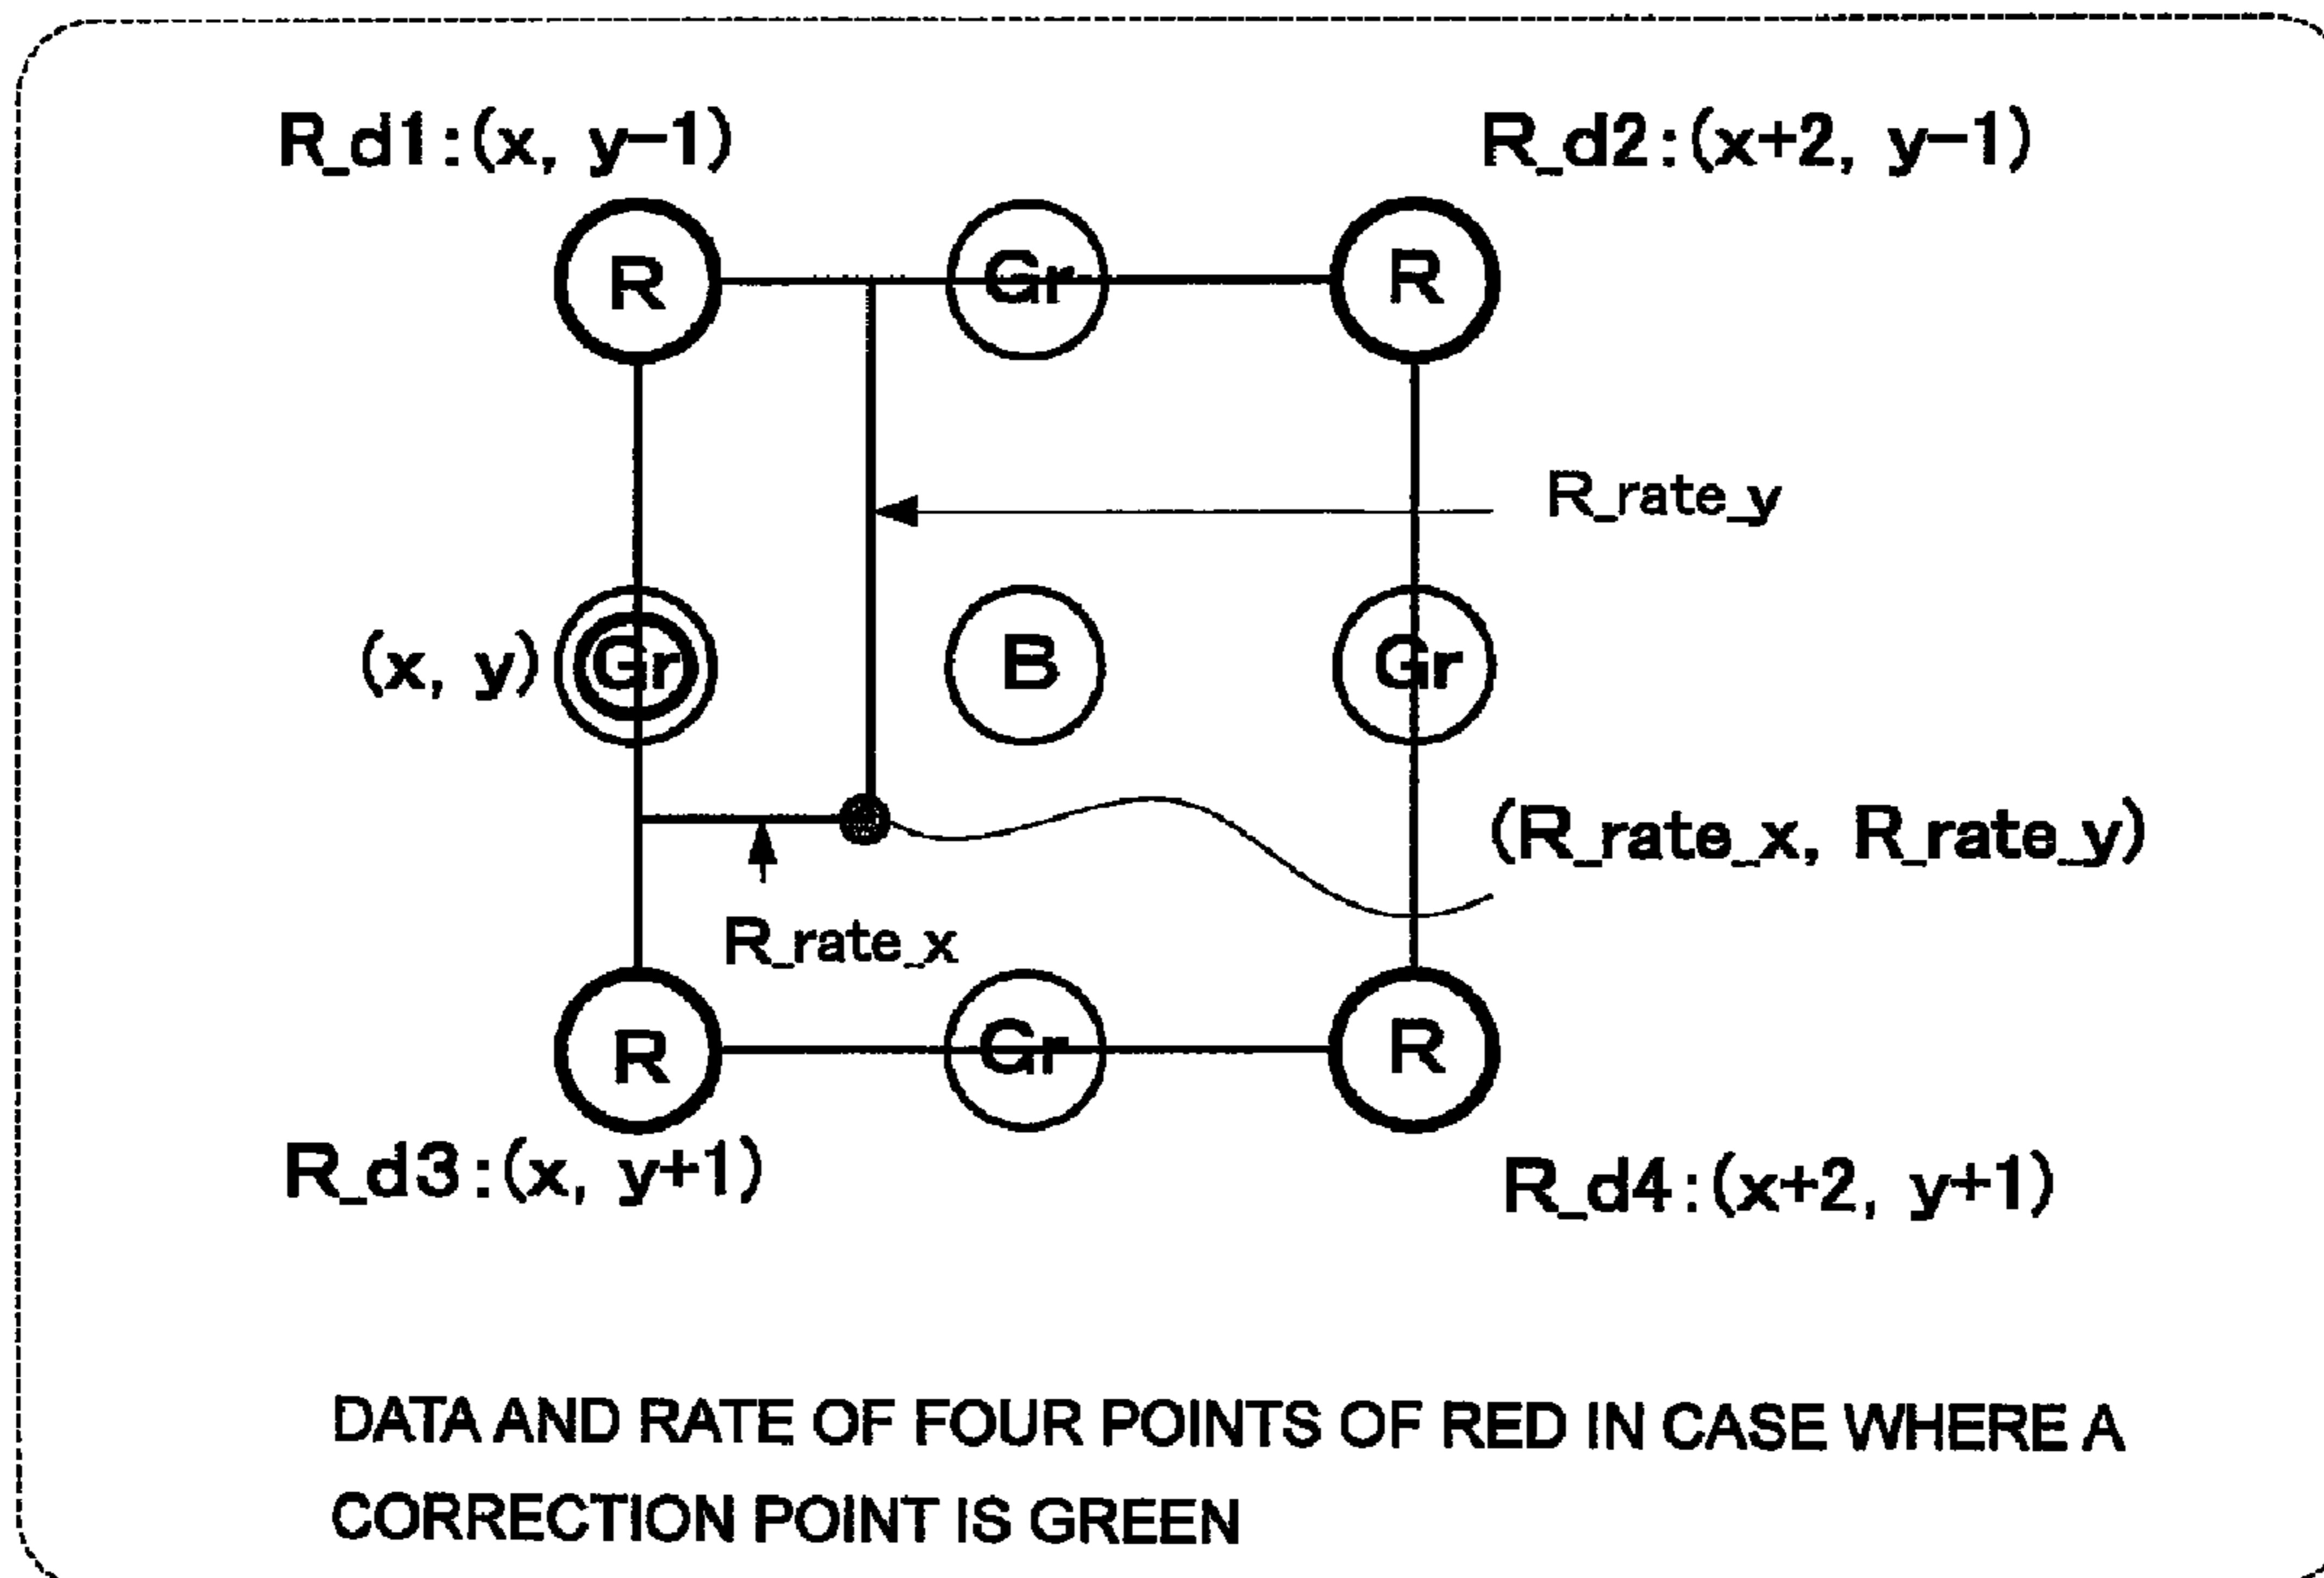 R_d1:(x, y-1) R_d2:(x+2, y-1)
R Gr R
R_rate_y
(x, y) Gr B Gr
(R_rate_x, R_rate_y)
R_rate_x
R Gr R
R_d3:(x, y+1) R_d4:(x+2, y+1)
DATA AND RATE OF FOUR POINTS OF RED IN CASE WHERE A
CORRECTION POINT IS GREEN